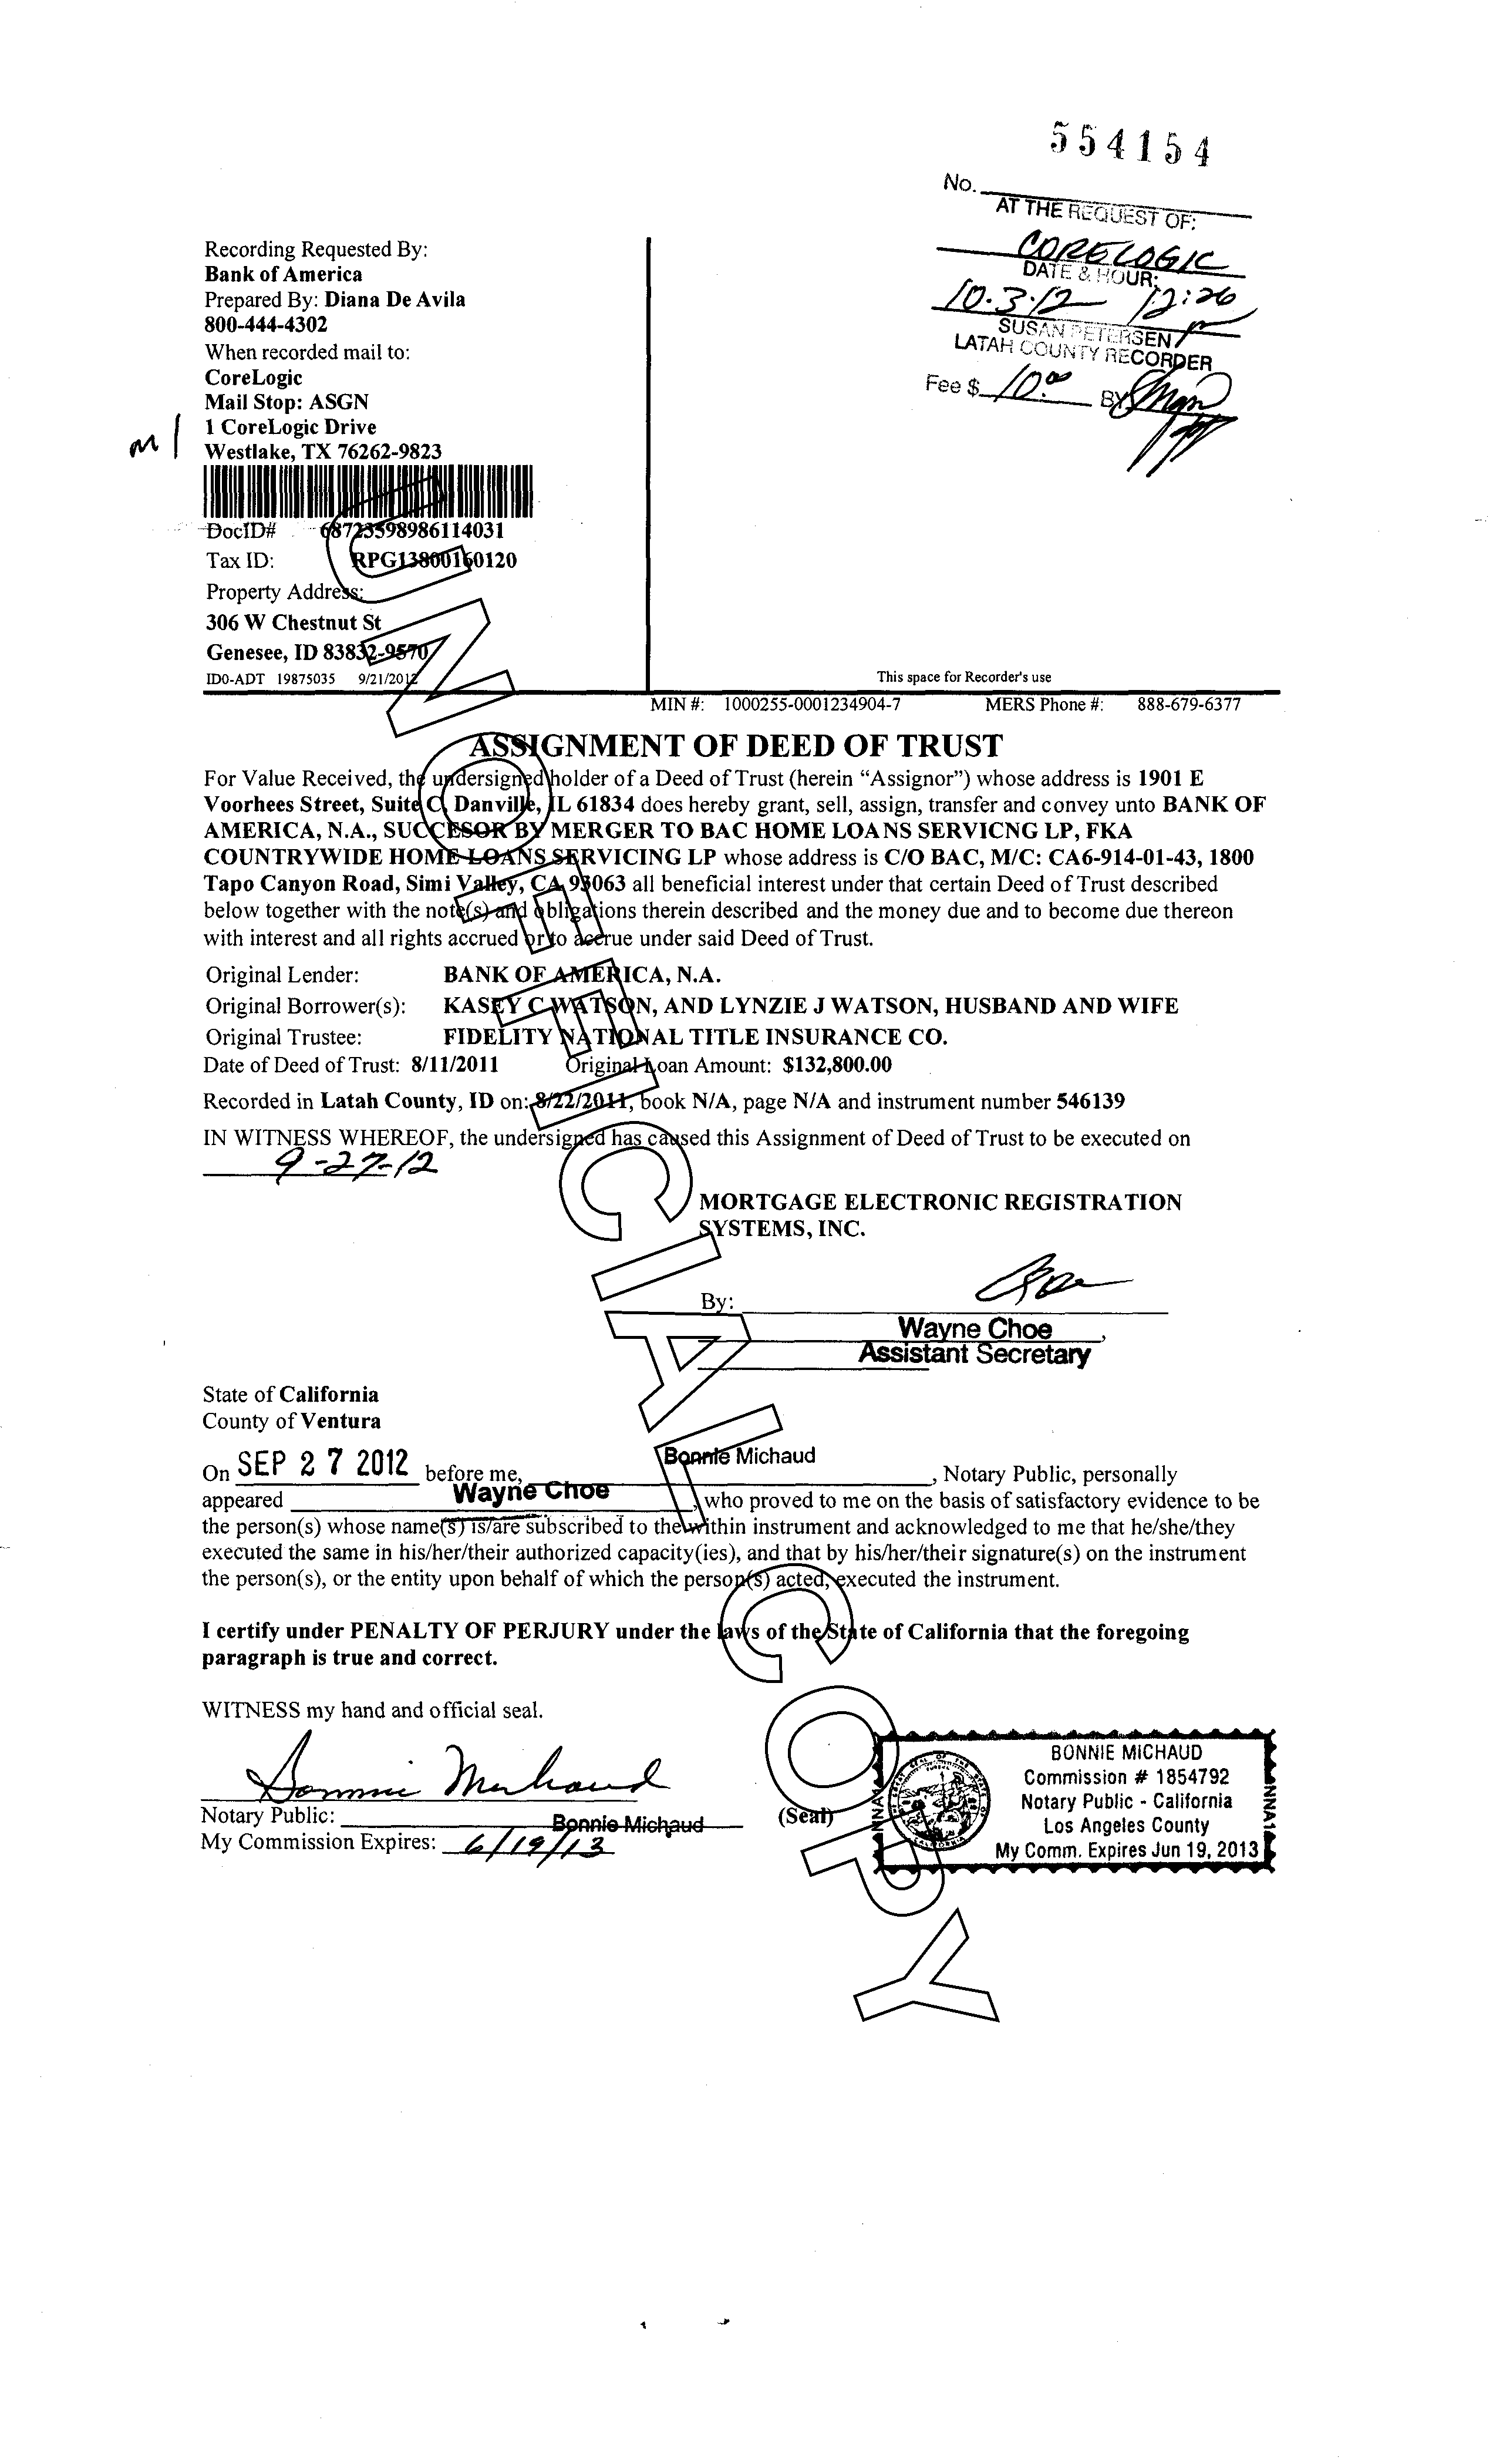 554154
No.
AT THE REQUEST OF:
CORELOGIC
DATE & HOUR:
10.3.12 12:26
SUSAN PETERSEN
LATAH COUNTY RECORDER
Fee $ 10.00 BY
Recording Requested By:
Bank of America
Prepared By: Diana De Avila
800-444-4302
When recorded mail to:
CoreLogic
Mail Stop: ASGN
1 CoreLogic Drive
Westlake, TX 76262-9823
DocID# 68723598986114031
Tax ID: RPG13800160120
Property Address:
306 W Chestnut St
Genesee, ID 83832-9570
ID0-ADT 19875035 9/21/2012
This space for Recorder's use
MIN #: 1000255-0001234904-7 MERS Phone #: 888-679-6377
ASSIGNMENT OF DEED OF TRUST
For Value Received, the undersigned holder of a Deed of Trust (herein “Assignor”) whose address is 1901 E
Voorhees Street, Suite C, Danville, IL 61834 does hereby grant, sell, assign, transfer and convey unto BANK OF
AMERICA, N.A., SUCCESOR BY MERGER TO BAC HOME LOANS SERVICNG LP, FKA
COUNTRYWIDE HOME LOANS SERVICING LP whose address is C/O BAC, M/C: CA6-914-01-43, 1800
Tapo Canyon Road, Simi Valley, CA 93063 all beneficial interest under that certain Deed of Trust described
below together with the note(s) and obligations therein described and the money due and to become due thereon
with interest and all rights accrued or to accrue under said Deed of Trust.
Original Lender: BANK OF AMERICA, N.A.
Original Borrower(s): KASEY C WATSON, AND LYNZIE J WATSON, HUSBAND AND WIFE
Original Trustee: FIDELITY NATIONAL TITLE INSURANCE CO.
Date of Deed of Trust: 8/11/2011 Original Loan Amount: $132,800.00
Recorded in Latah County, ID on: 8/22/2011, book N/A, page N/A and instrument number 546139
IN WITNESS WHEREOF, the undersigned has caused this Assignment of Deed of Trust to be executed on
9-27-12
MORTGAGE ELECTRONIC REGISTRATION
SYSTEMS, INC.
By:
Wayne Choe,
Assistant Secretary
State of California
County of Ventura
On SEP 27 2012 before me, Bonnie Michaud, Notary Public, personally
appeared Wayne Choe, who proved to me on the basis of satisfactory evidence to be
the person(s) whose name(s) is/are subscribed to the within instrument and acknowledged to me that he/she/they
executed the same in his/her/their authorized capacity(ies), and that by his/her/their signature(s) on the instrument
the person(s), or the entity upon behalf of which the person(s) acted, executed the instrument.
I certify under PENALTY OF PERJURY under the laws of the State of California that the foregoing
paragraph is true and correct.
WITNESS my hand and official seal.
Bonnie Michaud
Notary Public: Bonnie Michaud (Seal)
My Commission Expires: 6/19/13
BONNIE MICHAUD
Commission # 1854792
Notary Public - California
Los Angeles County
My Comm. Expires Jun 19, 2013
NNA1
UNOFFICIAL COPY